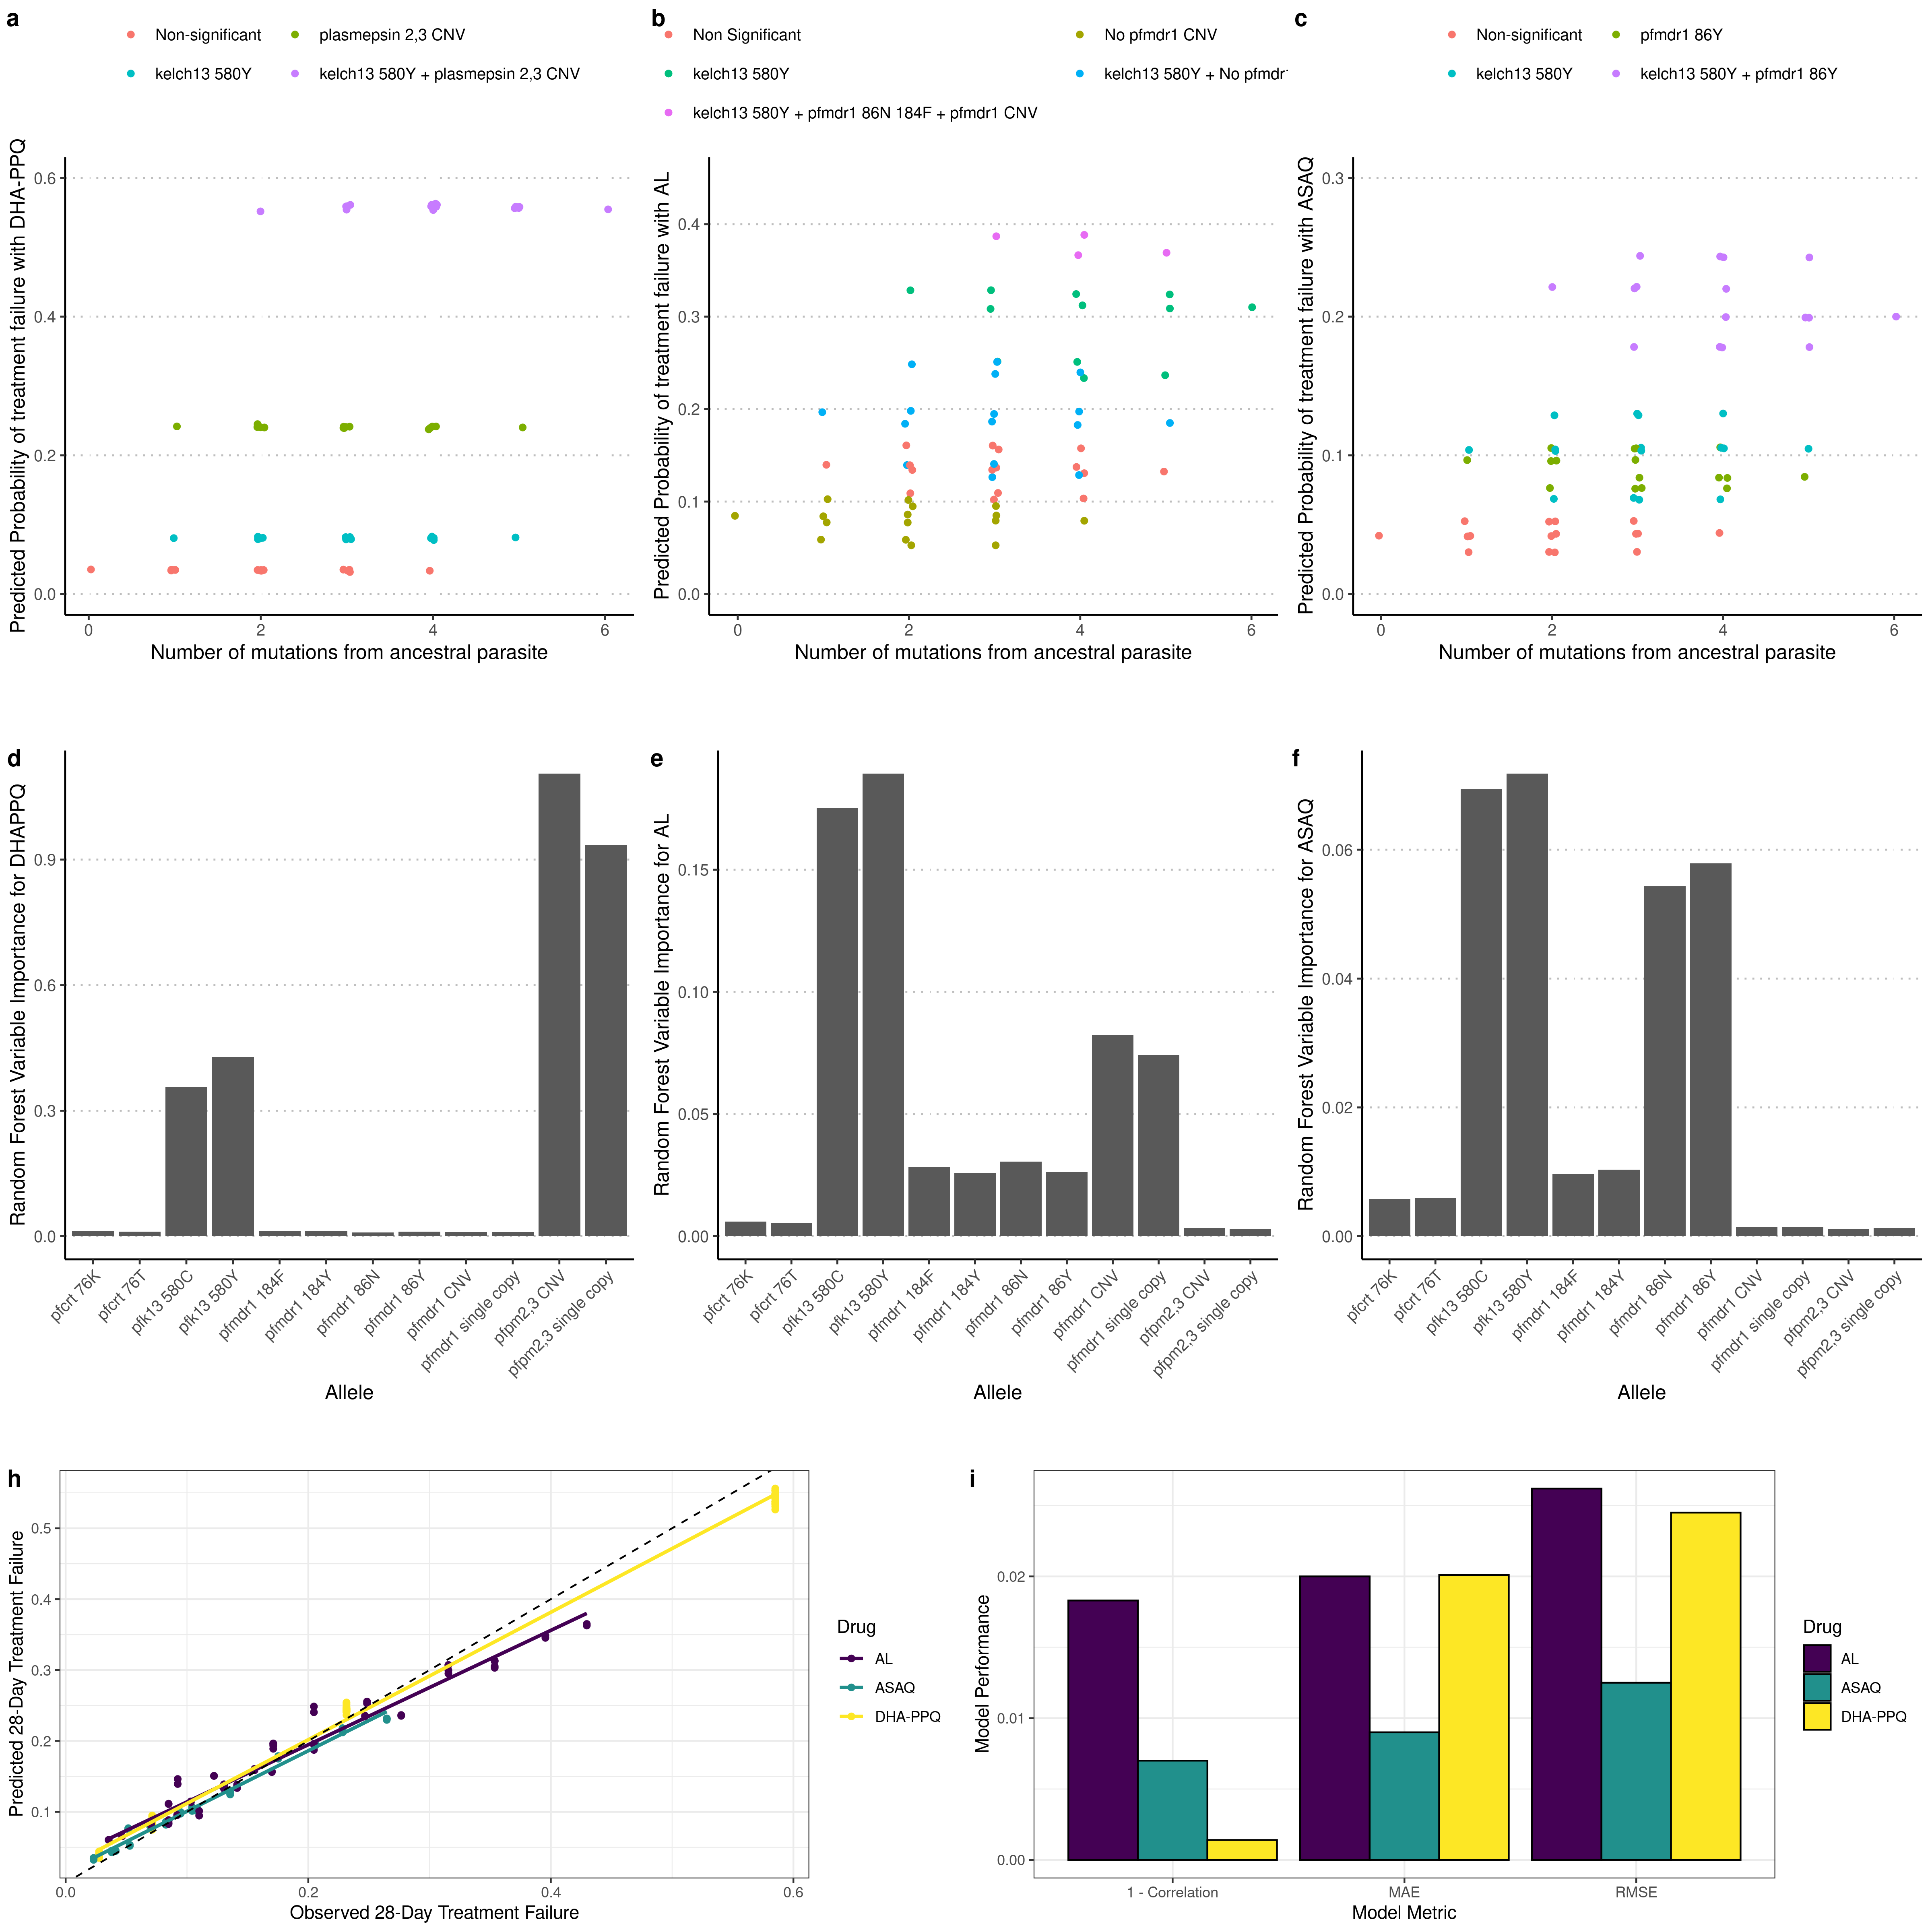 a
Non-significant
plasmepsin 2,3 CNV
kelch13 580Y
kelch13 580Y + plasmepsin 2,3 CNV
Predicted Probability of treatment failure with DHA-PPQ
0.6
0.4
0.2
0.0
0 2 4 6
Number of mutations from ancestral parasite
b
Non Significant
No pfmdr1 CNV
kelch13 580Y
kelch13 580Y + No pfmdr
kelch13 580Y + pfmdr1 86N 184F + pfmdr1 CNV
Predicted Probability of treatment failure with AL
0.4
0.3
0.2
0.1
0.0
0 2 4 6
Number of mutations from ancestral parasite
c
Non-significant
pfmdr1 86Y
kelch13 580Y
kelch13 580Y + pfmdr1 86Y
Predicted Probability of treatment failure with ASAQ
0.3
0.2
0.1
0.0
0 2 4 6
Number of mutations from ancestral parasite
d
Random Forest Variable Importance for DHAPPQ
0.9
0.6
0.3
0.0
pfcrt 76K
pfcrt 76T
pfk13 580C
pfk13 580Y
pfmdr1 184F
pfmdr1 184Y
pfmdr1 86N
pfmdr1 86Y
pfmdr1 CNV
pfmdr1 single copy
pfpm2,3 CNV
pfpm2,3 single copy
Allele
e
Random Forest Variable Importance for AL
0.15
0.10
0.05
0.00
pfcrt 76K
pfcrt 76T
pfk13 580C
pfk13 580Y
pfmdr1 184F
pfmdr1 184Y
pfmdr1 86N
pfmdr1 86Y
pfmdr1 CNV
pfmdr1 single copy
pfpm2,3 CNV
pfpm2,3 single copy
Allele
f
Random Forest Variable Importance for ASAQ
0.06
0.04
0.02
0.00
pfcrt 76K
pfcrt 76T
pfk13 580C
pfk13 580Y
pfmdr1 184F
pfmdr1 184Y
pfmdr1 86N
pfmdr1 86Y
pfmdr1 CNV
pfmdr1 single copy
pfpm2,3 CNV
pfpm2,3 single copy
Allele
h
Predicted 28-Day Treatment Failure
0.5
0.4
0.3
0.2
0.1
0.0 0.2 0.4 0.6
Observed 28-Day Treatment Failure
Drug
AL
ASAQ
DHA-PPQ
i
Model Performance
0.02
0.01
0.00
1 - Correlation MAE RMSE
Model Metric
Drug
AL
ASAQ
DHA-PPQ